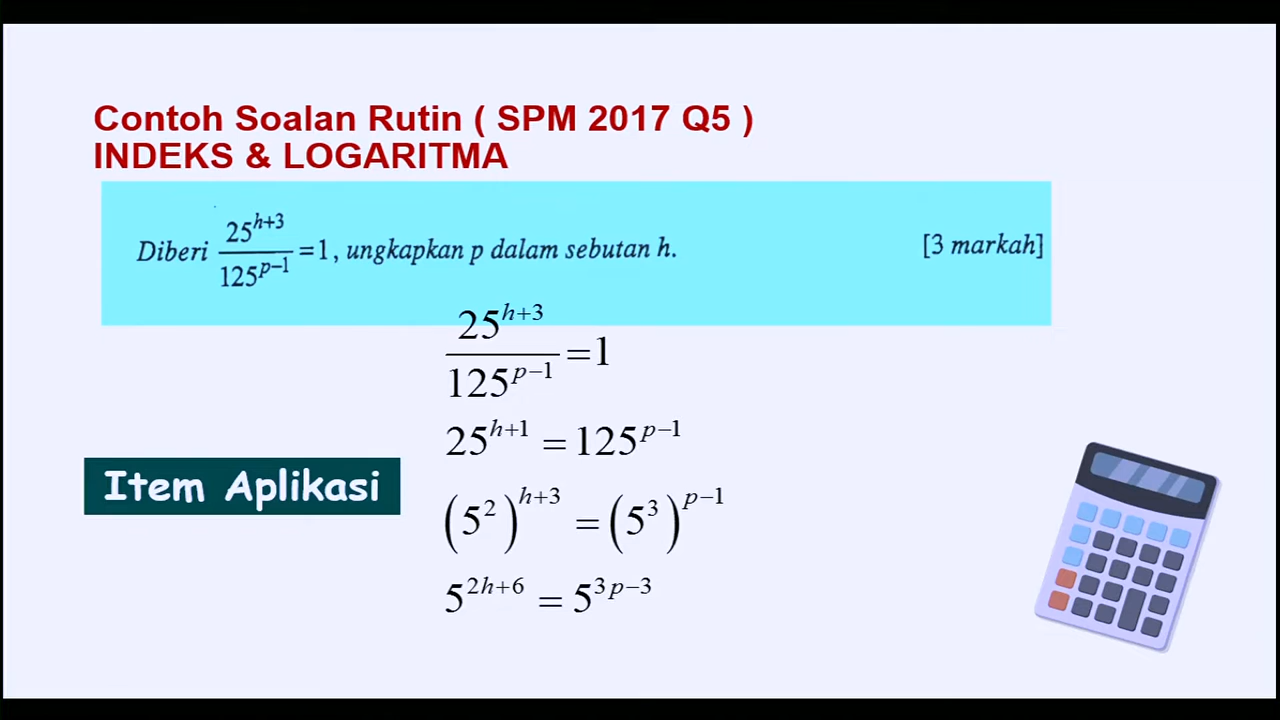 Contoh Soalan Rutin ( SPM 2017 Q5 )
INDEKS & LOGARITMA
Diberi \frac{25^{h+3}}{125^{p-1}} = 1, ungkapkan p dalam sebutan h. [3 markah]
\frac{25^{h+3}}{125^{p-1}} = 1
25^{h+1} = 125^{p-1}
Item Aplikasi
(5^2)^{h+3} = (5^3)^{p-1}
5^{2h+6} = 5^{3p-3}